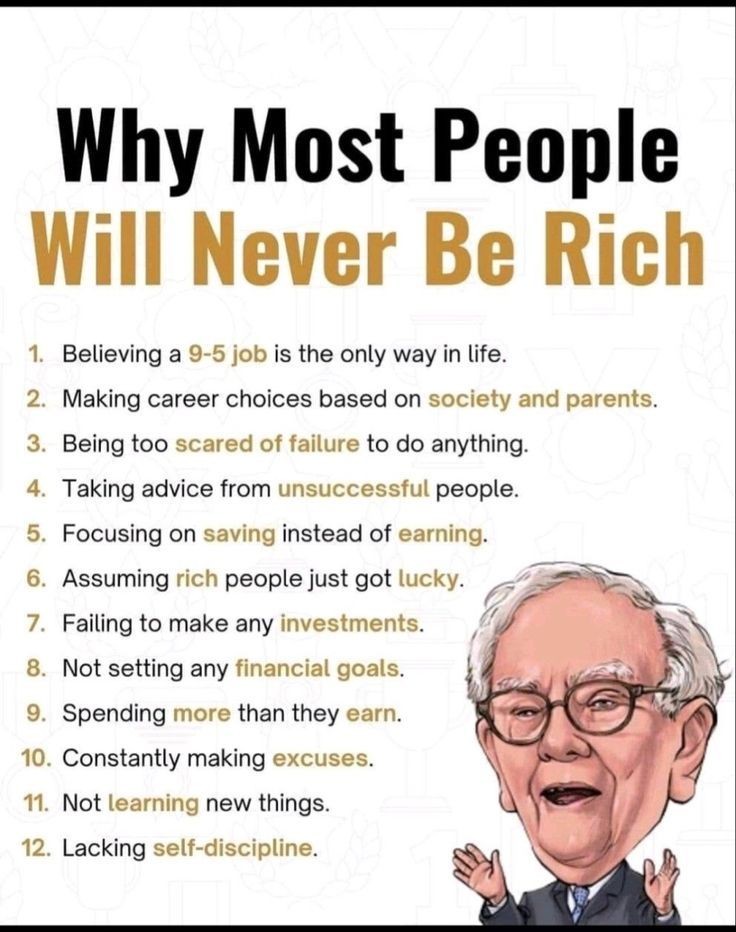 Why Most People
Will Never Be Rich
1. Believing a 9-5 job is the only way in life.
2. Making career choices based on society and parents.
3. Being too scared of failure to do anything.
4. Taking advice from unsuccessful people.
5. Focusing on saving instead of earning.
6. Assuming rich people just got lucky.
7. Failing to make any investments.
8. Not setting any financial goals.
9. Spending more than they earn.
10. Constantly making excuses.
11. Not learning new things.
12. Lacking self-discipline.